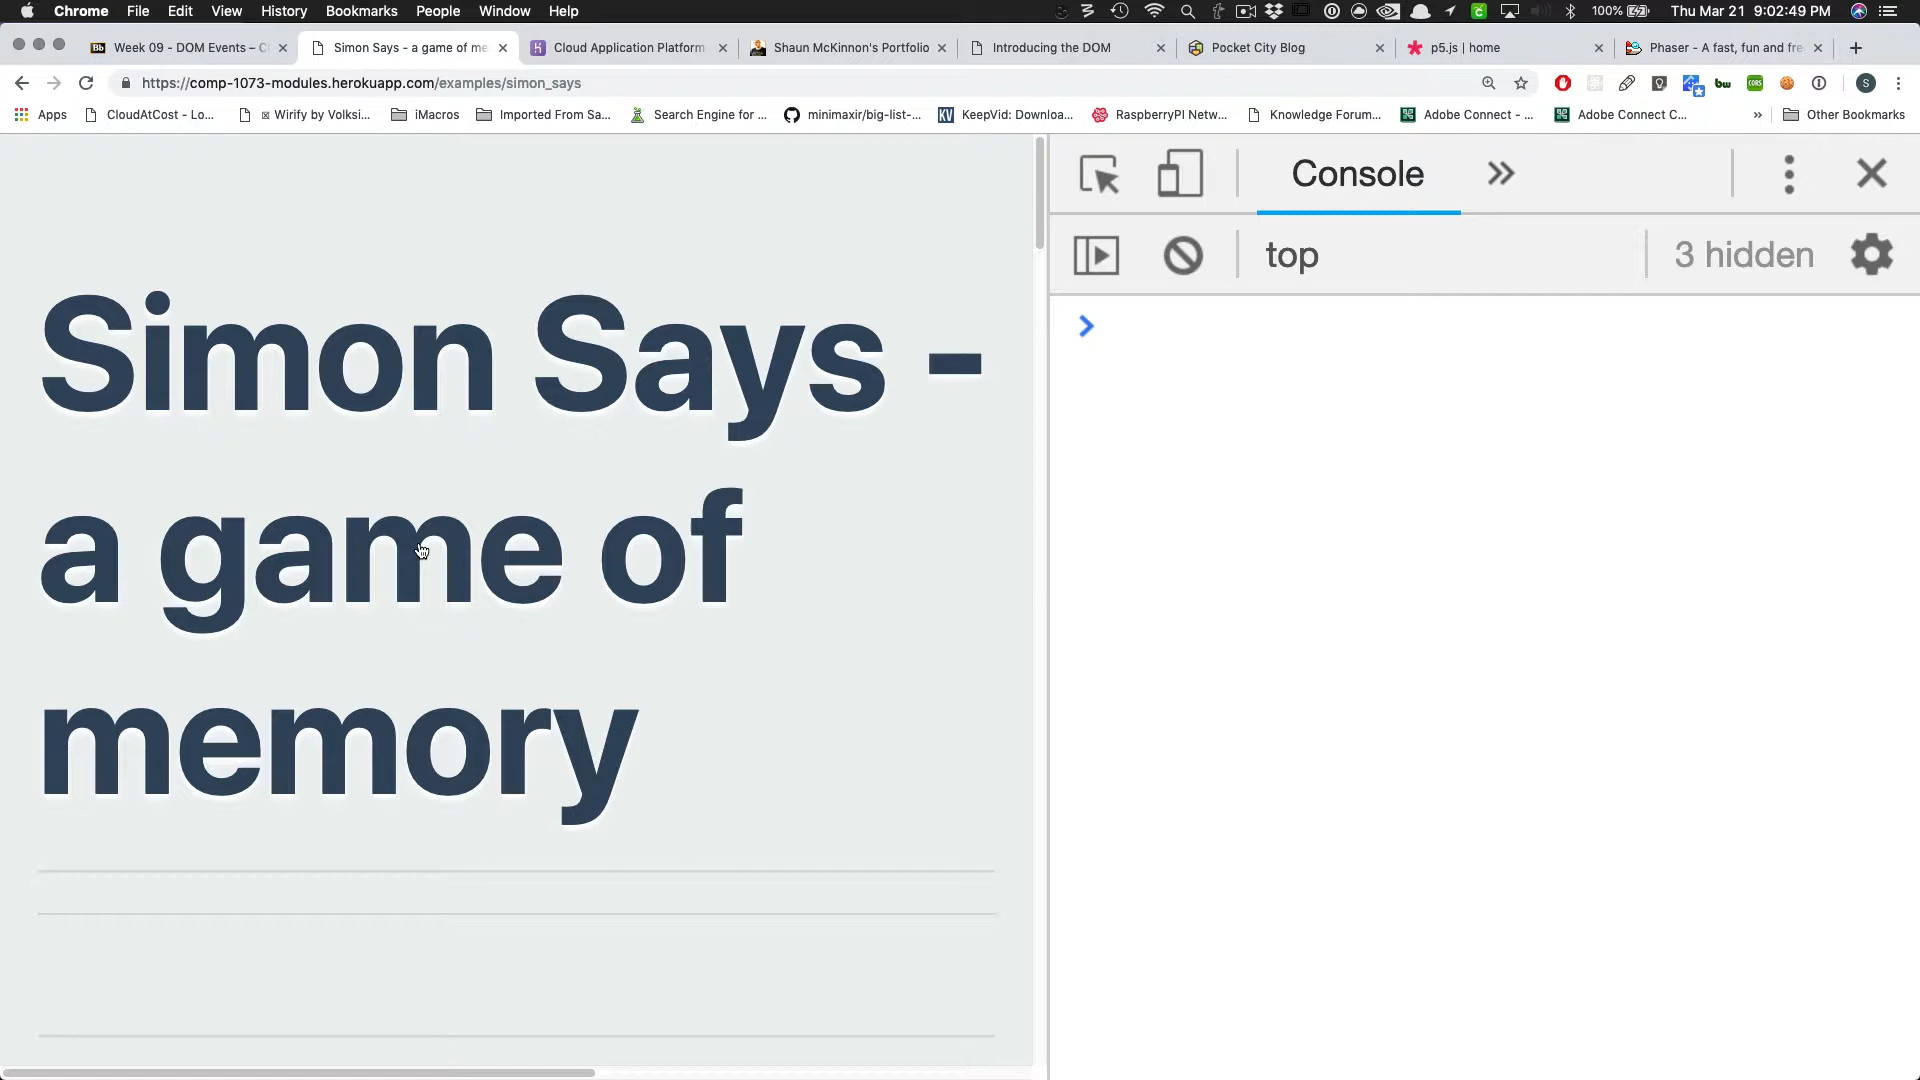 Chrome File Edit View History Bookmarks People Window Help 100% Thu Mar 21 9:02:49 PM
Week 09 - DOM Events – C Simon Says - a game of me Cloud Application Platform Shaun McKinnon's Portfolio Introducing the DOM Pocket City Blog p5.js | home Phaser - A fast, fun and fre
https://comp-1073-modules.herokuapp.com/examples/simon_says
Apps CloudAtCost - Lo... Wirify by Volksi... iMacros Imported From Sa... Search Engine for ... minimaxir/big-list-... KeepVid: Downloa... RaspberryPI Netw... Knowledge Forum... Adobe Connect - ... Adobe Connect C... » Other Bookmarks
Console
top 3 hidden
Simon Says -
a game of
memory